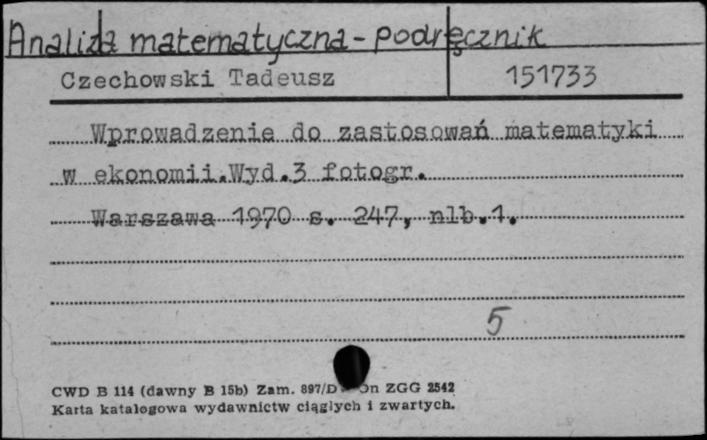 Analiza matematyczna - podręcznik
Czechowski Tadeusz 151733
Wprowadzenie do zastosowań matematyki
w ekonomii.Wyd.3 fotogr.
Warszawa 1970 s. 247, nlb.1.
5
CWD B 114 (dawny B 15b) Zam. 897/D ZGG 2542
Karta katalogowa wydawnictw ciągłych i zwartych.